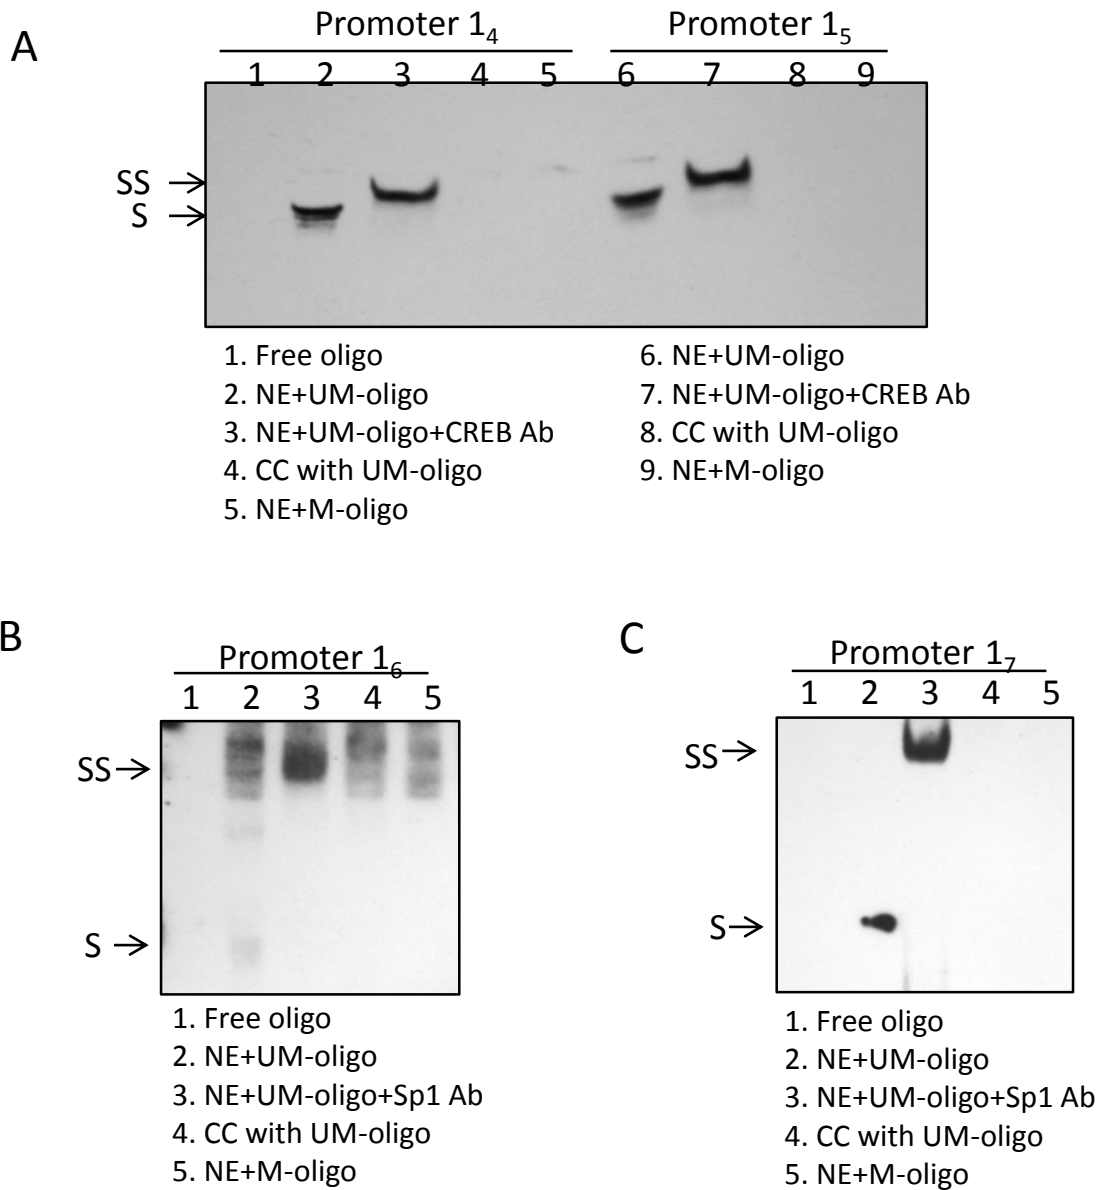 A
Promoter 1₄ Promoter 1₅
1 2 3 4 5 6 7 8 9
SS
S
1. Free oligo
2. NE+UM-oligo
3. NE+UM-oligo+CREB Ab
4. CC with UM-oligo
5. NE+M-oligo
6. NE+UM-oligo
7. NE+UM-oligo+CREB Ab
8. CC with UM-oligo
9. NE+M-oligo
B
Promoter 1₆
1 2 3 4 5
SS
S
1. Free oligo
2. NE+UM-oligo
3. NE+UM-oligo+Sp1 Ab
4. CC with UM-oligo
5. NE+M-oligo
C
Promoter 1₇
1 2 3 4 5
SS
S
1. Free oligo
2. NE+UM-oligo
3. NE+UM-oligo+Sp1 Ab
4. CC with UM-oligo
5. NE+M-oligo